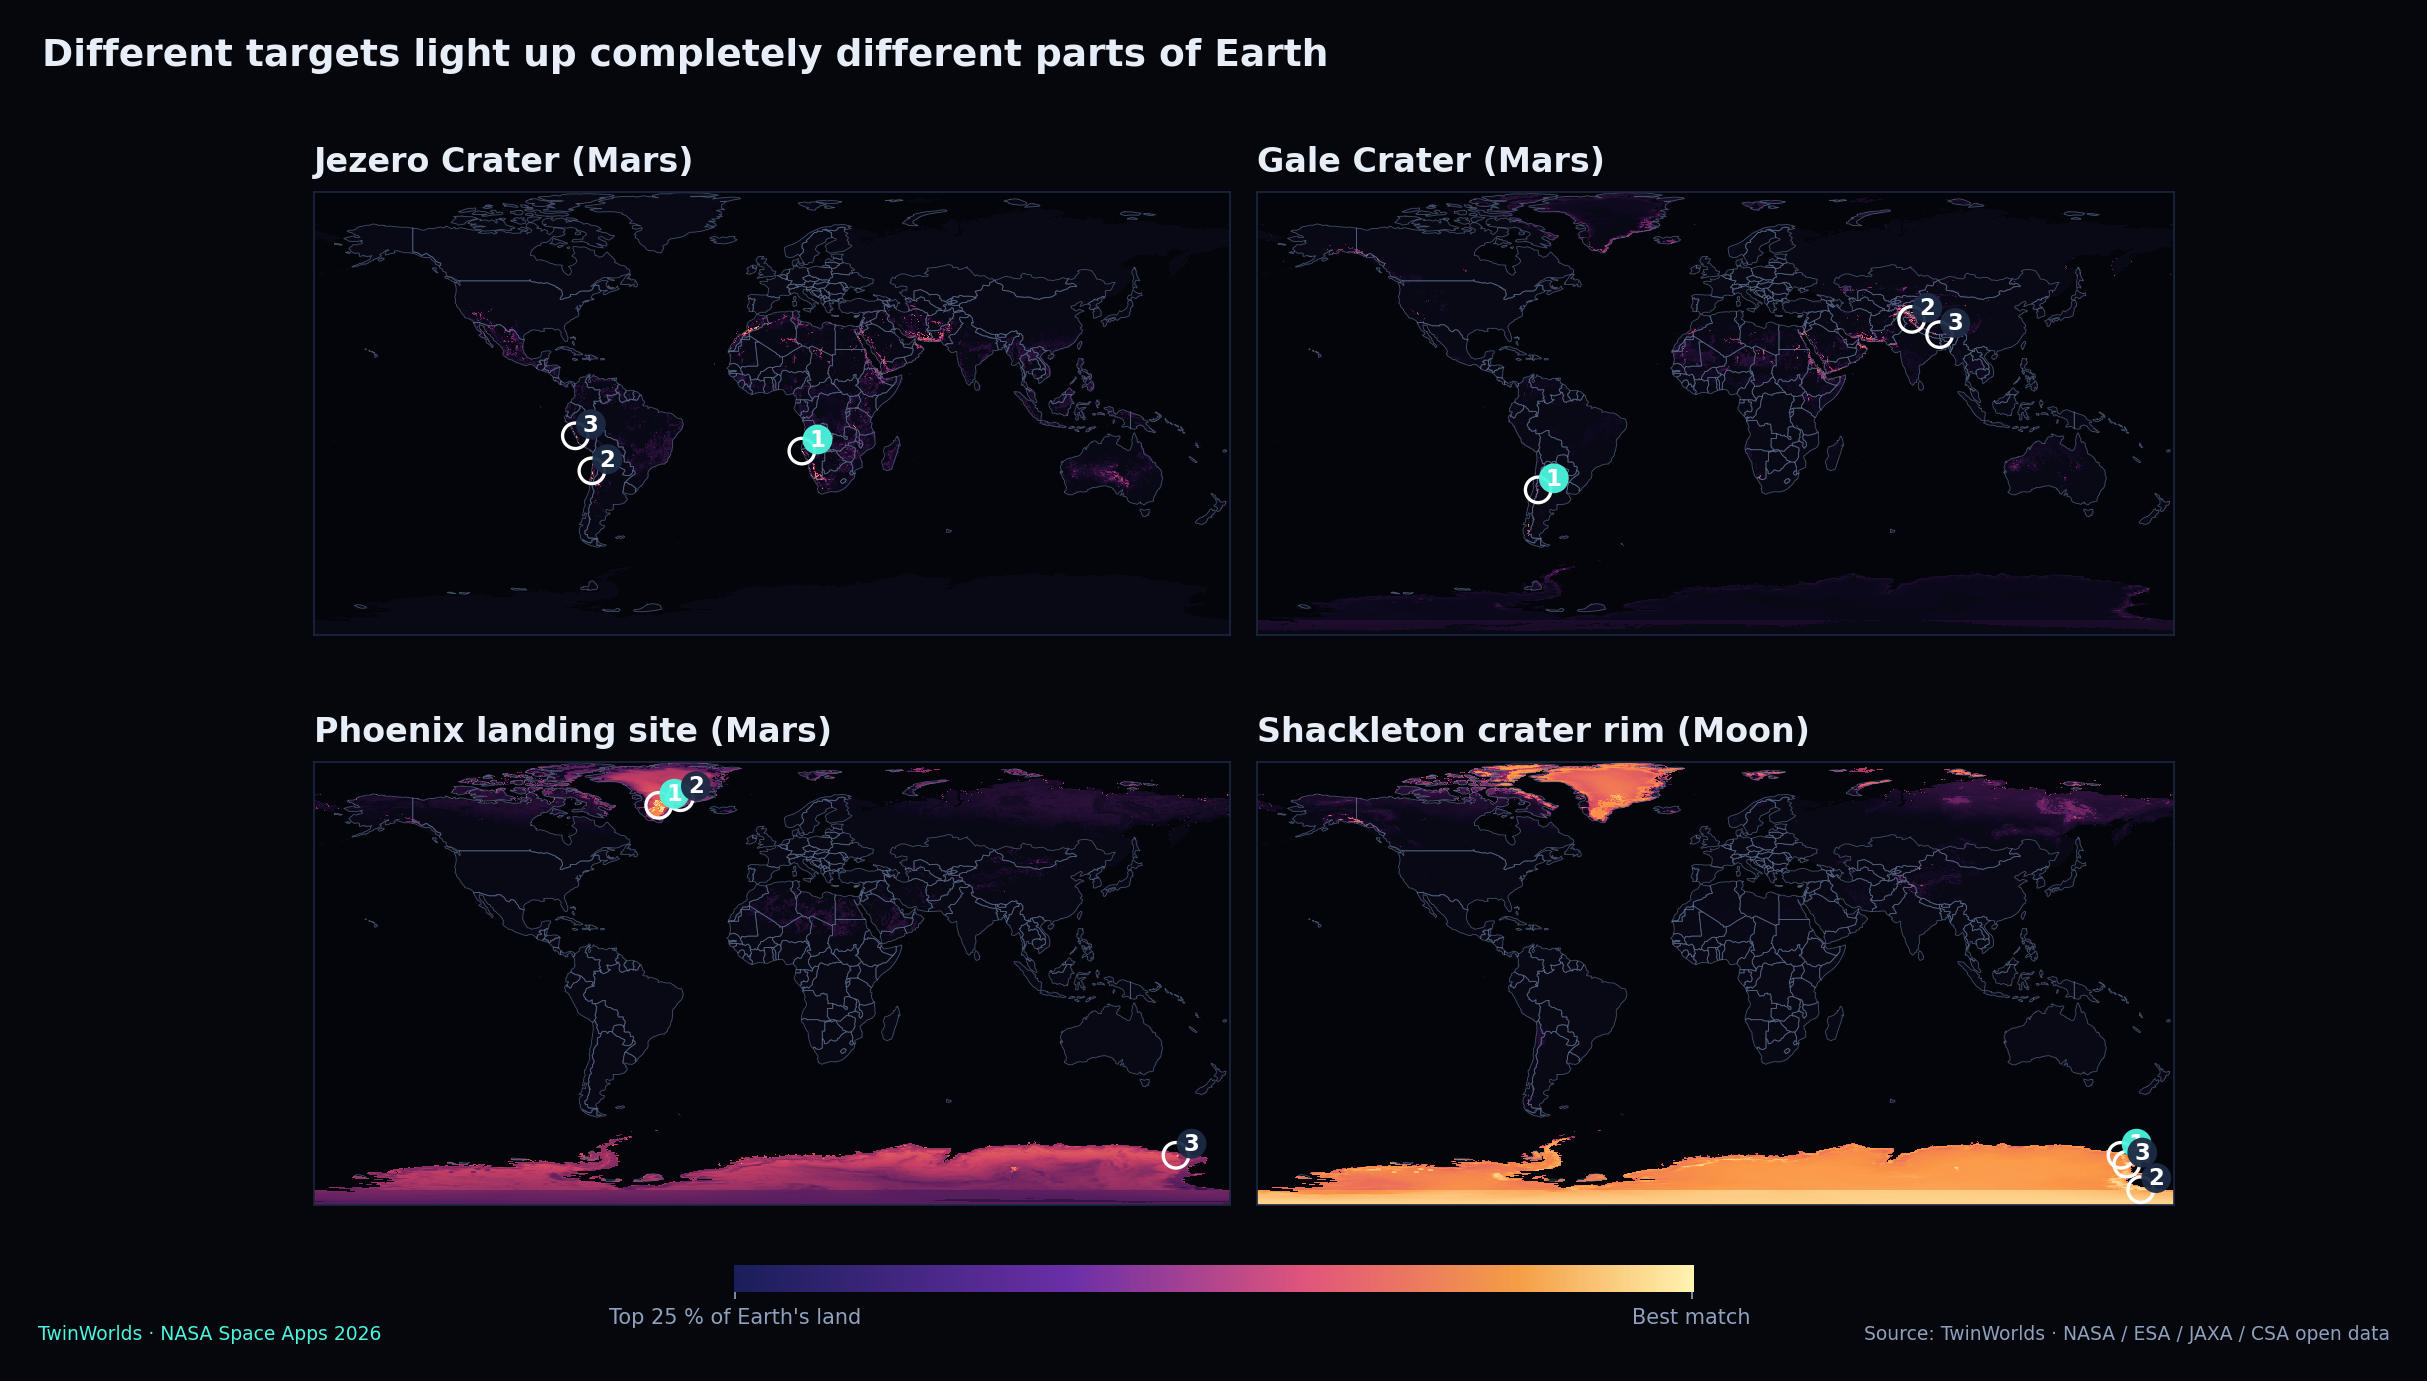 Different targets light up completely different parts of Earth
Jezero Crater (Mars)
Gale Crater (Mars)
3
2
1
2
3
1
Phoenix landing site (Mars)
Shackleton crater rim (Moon)
1
2
3
1
3
2
Top 25 % of Earth's land
Best match
TwinWorlds · NASA Space Apps 2026
Source: TwinWorlds · NASA / ESA / JAXA / CSA open data